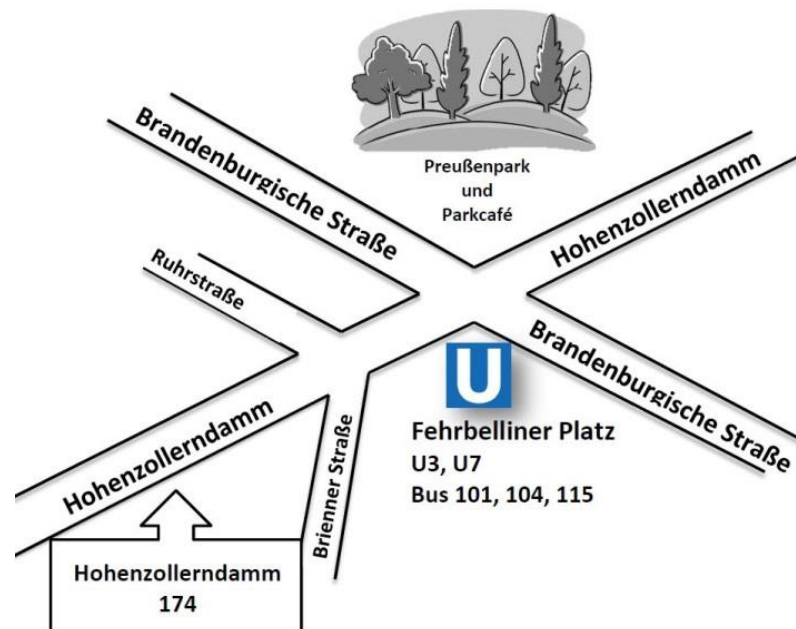 Preußenpark
und
Parkcafé
Brandenburgische Straße
Hohenzollerndamm
Ruhrstraße
Brandenburgische Straße
U
Fehrbelliner Platz
U3, U7
Bus 101, 104, 115
Hohenzollerndamm
Brienner Straße
Hohenzollerndamm
174